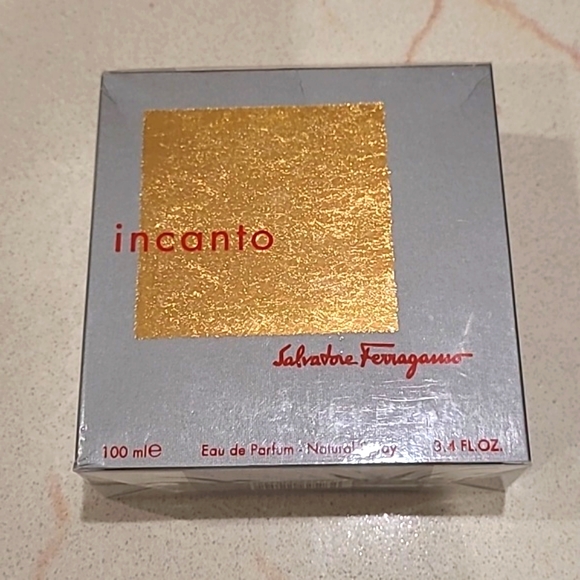 incanto
Salvatore Ferragamo
100 ml e Eau de Parfum - Natural 3.4 FL.OZ.